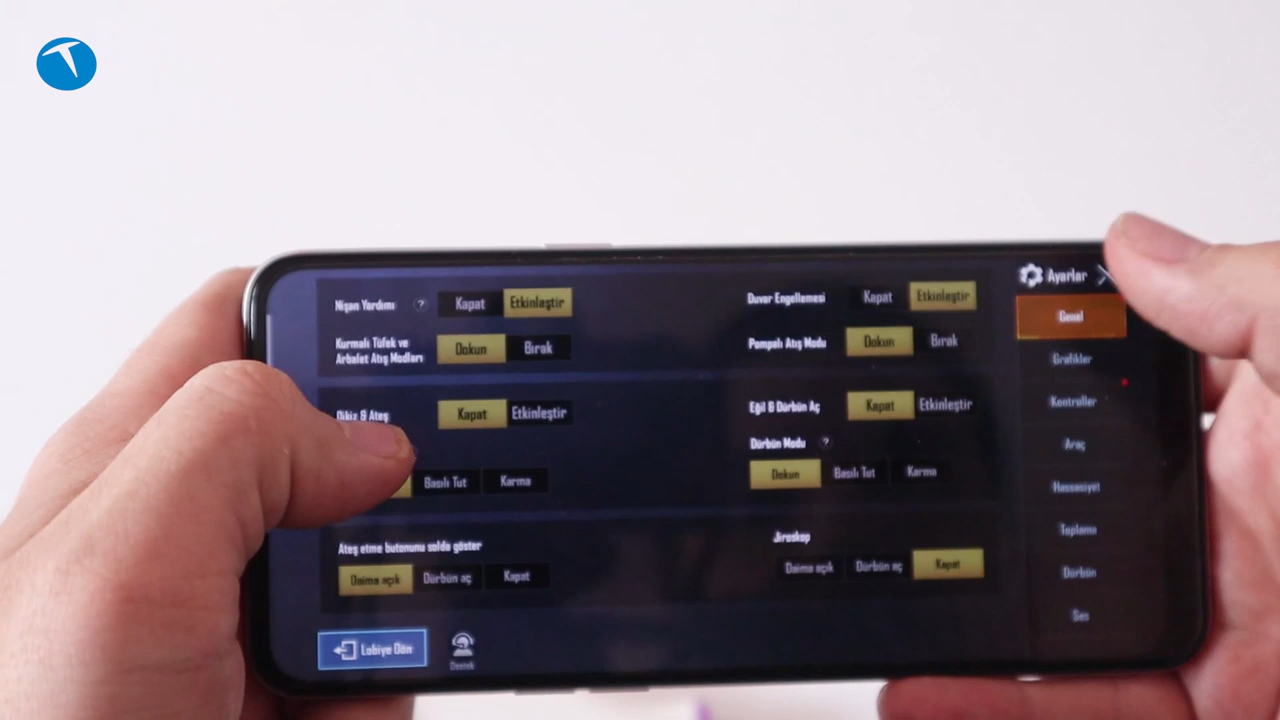 Ayarlar
Nişan Yardımı ? Kapat Etkinleştir
Duvar Engellemesi Kapat Etkinleştir
Genel
Kurmalı Tüfek ve
Arbalet Atış Modları
Dokun Bırak
Pompalı Atış Modu Dokun Bırak
Grafikler
Kontroller
Dikiz & Ateş Kapat Etkinleştir
Eğil & Dürbün Aç Kapat Etkinleştir
Araç
Dürbün Modu ?
Basılı Tut Karma
Dokun Basılı Tut Karma
Hassasiyet
Toplama
Ateş etme butonunu solda göster
Jiroskop
Daima açık Dürbün aç Kapat
Daima açık Dürbün aç Kapat
Dürbün
Ses
Lobiye Dön
Destek